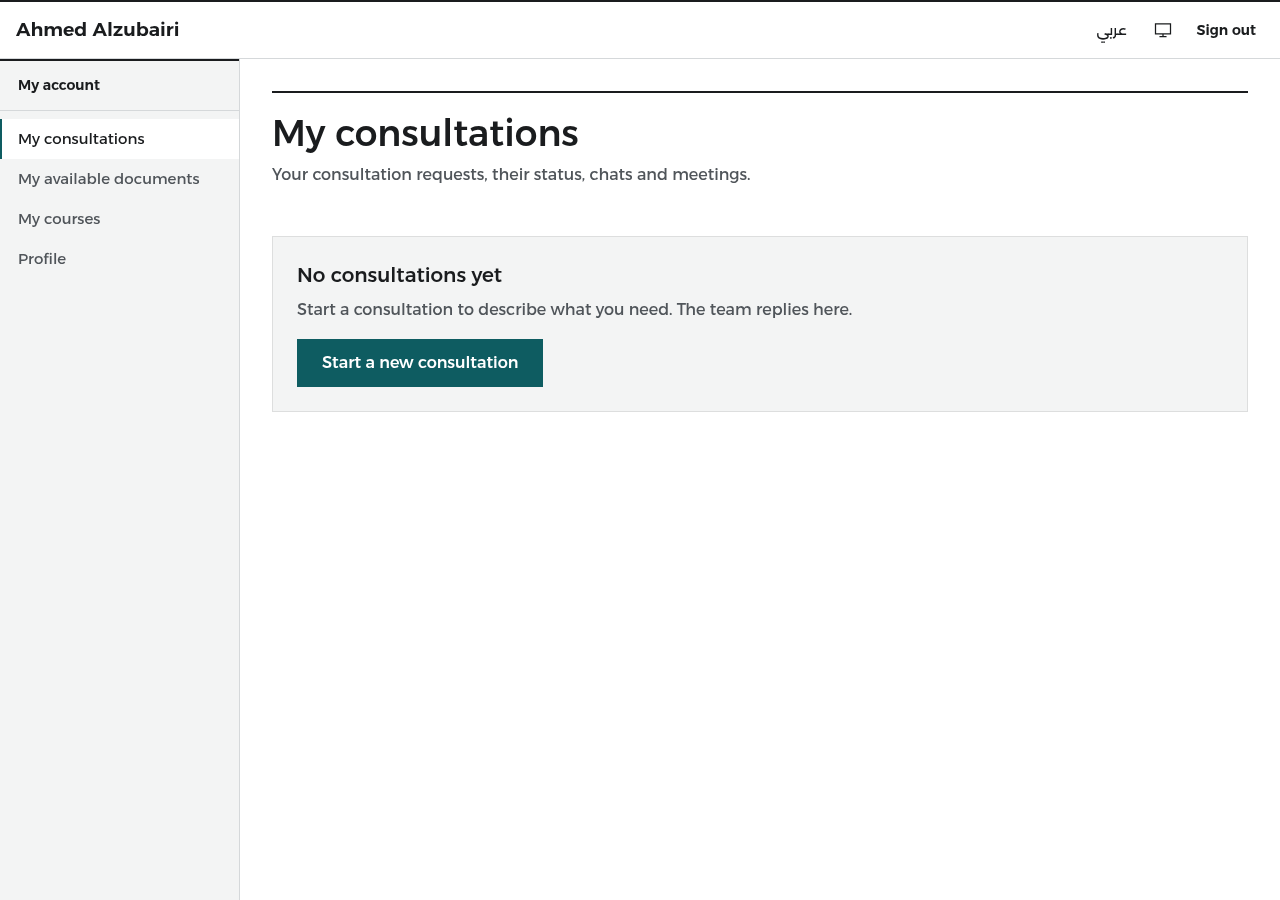 Ahmed Alzubairi
عربي
Sign out
My account
My consultations
My available documents
My courses
Profile
My consultations
Your consultation requests, their status, chats and meetings.
No consultations yet
Start a consultation to describe what you need. The team replies here.
Start a new consultation